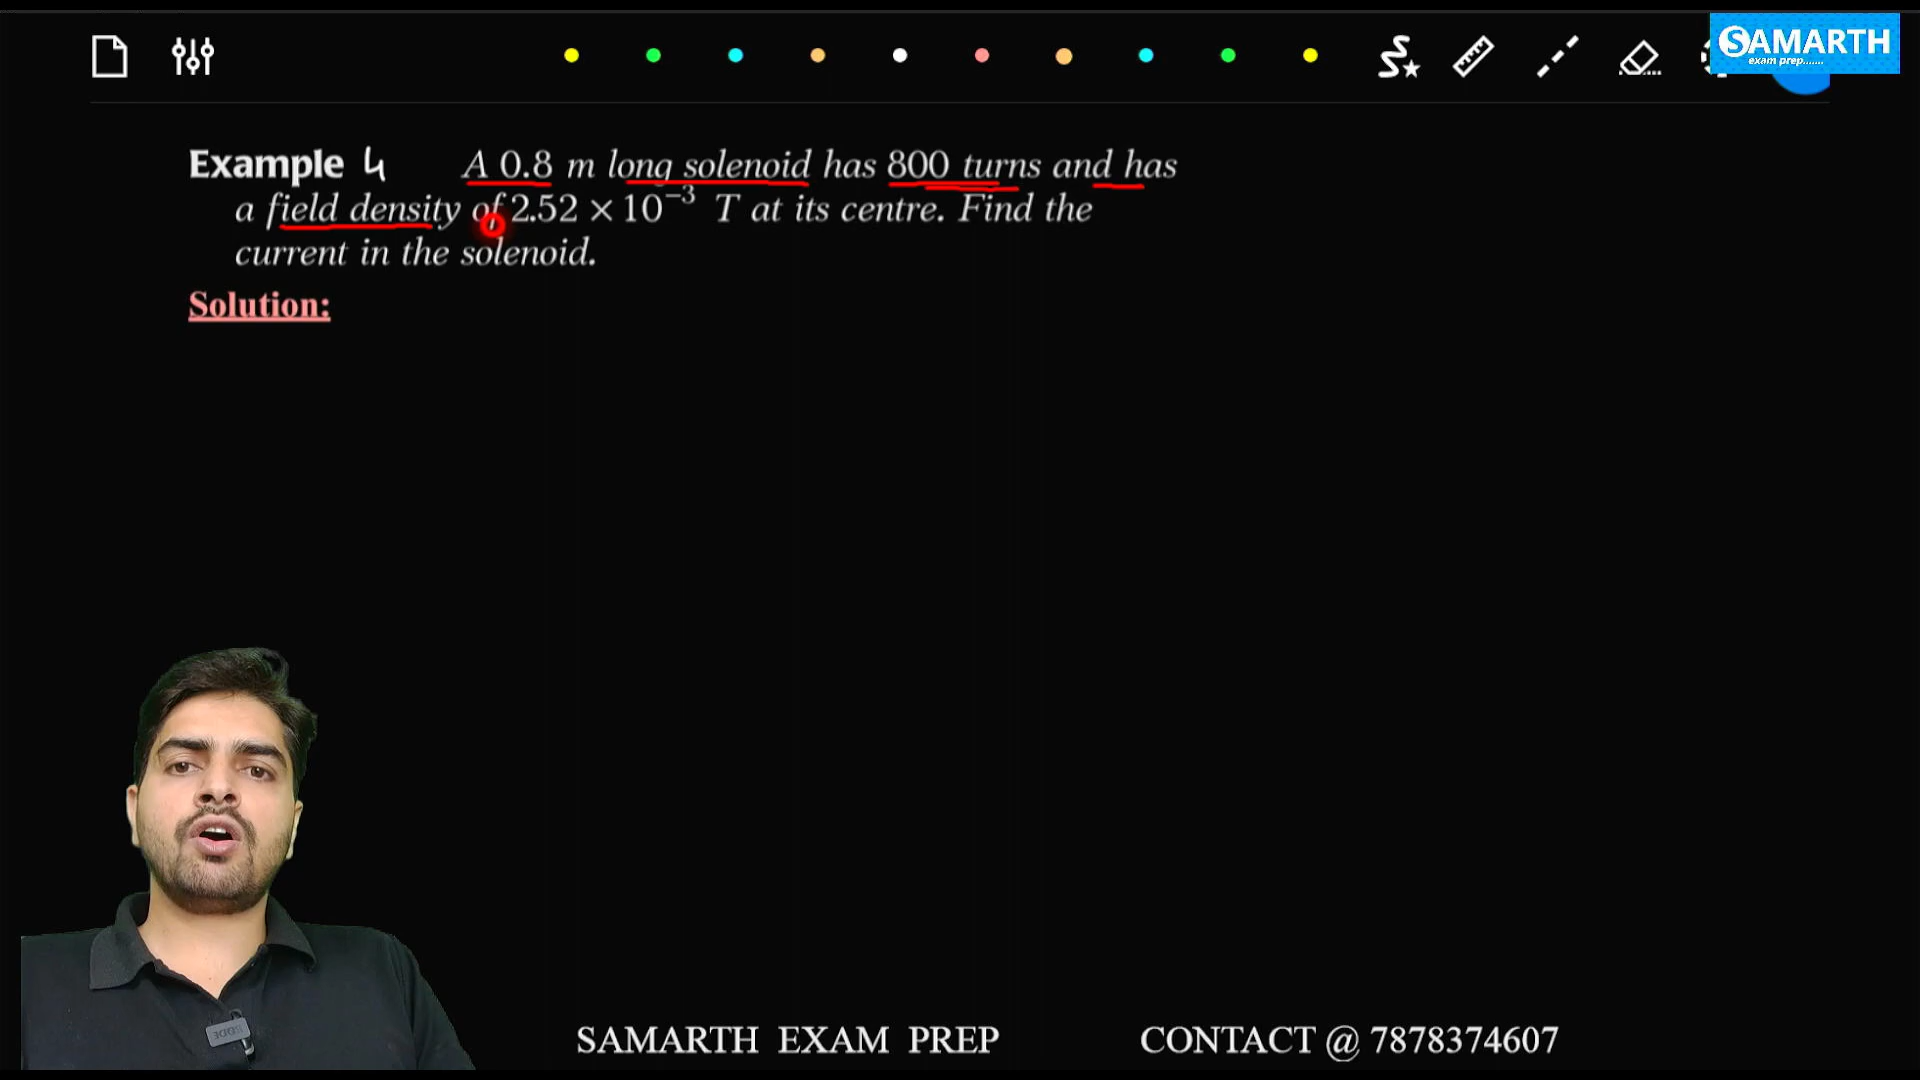 SAMARTH
exam prep.......
Example 4 A 0.8 m long solenoid has 800 turns and has
a field density of 2.52 × 10⁻³ T at its centre. Find the
current in the solenoid.
Solution:
SAMARTH EXAM PREP CONTACT @ 7878374607